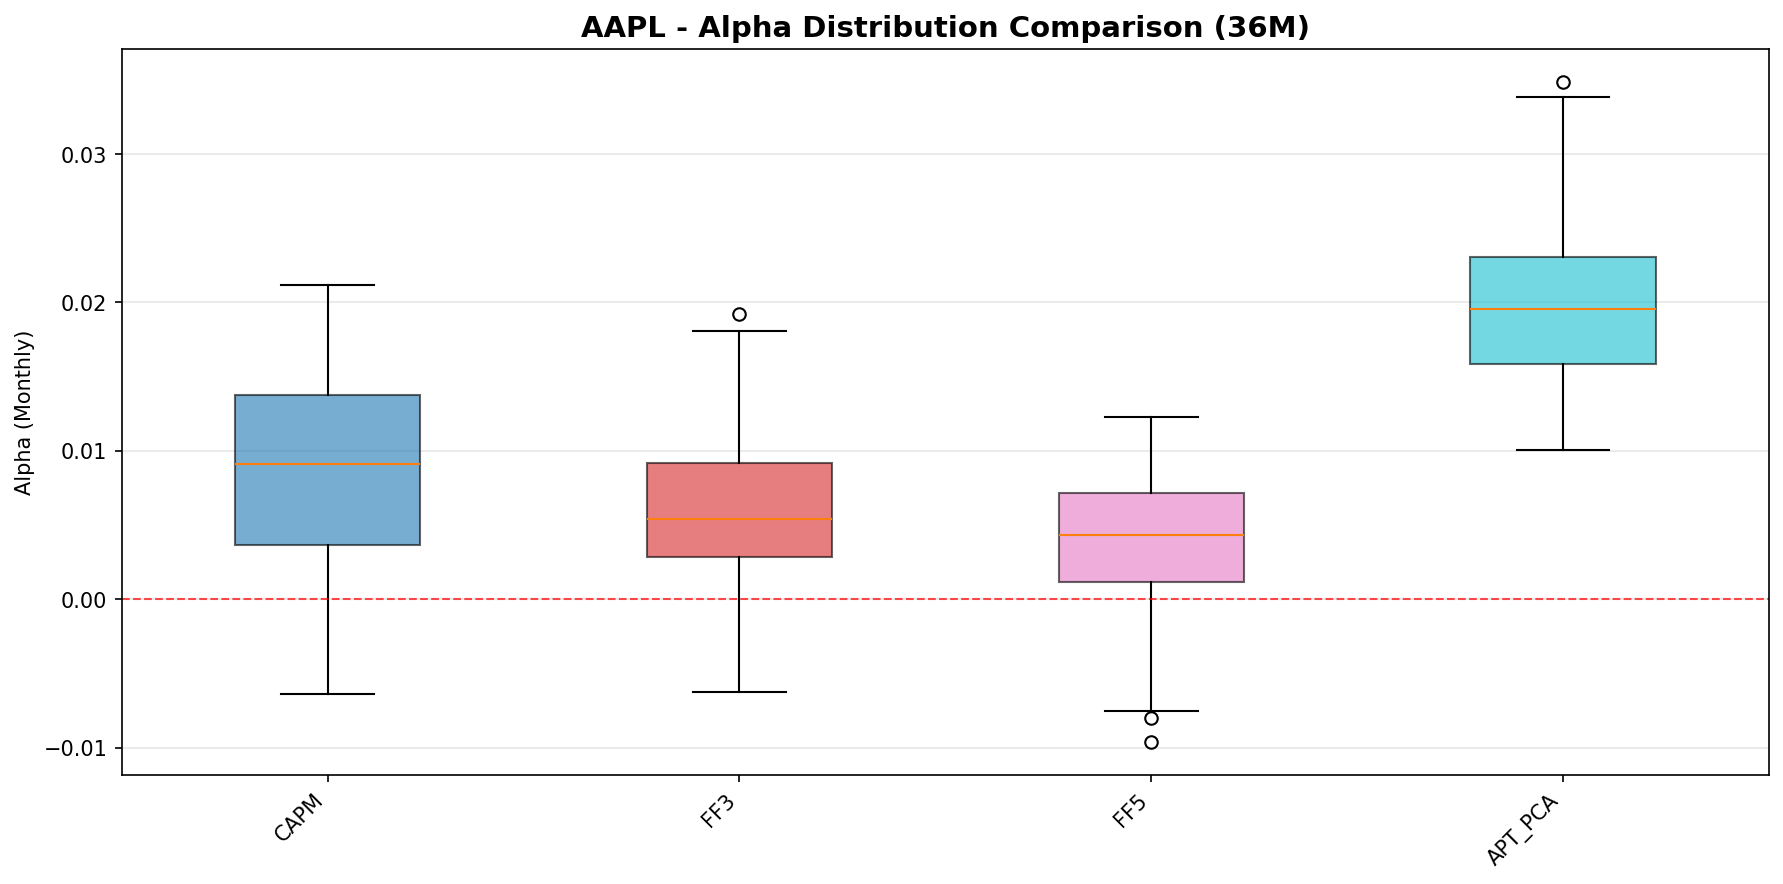 AAPL - Alpha Distribution Comparison (36M)
Alpha (Monthly)
0.03
0.02
0.01
0.00
−0.01
CAPM
FF3
FF5
APT_PCA